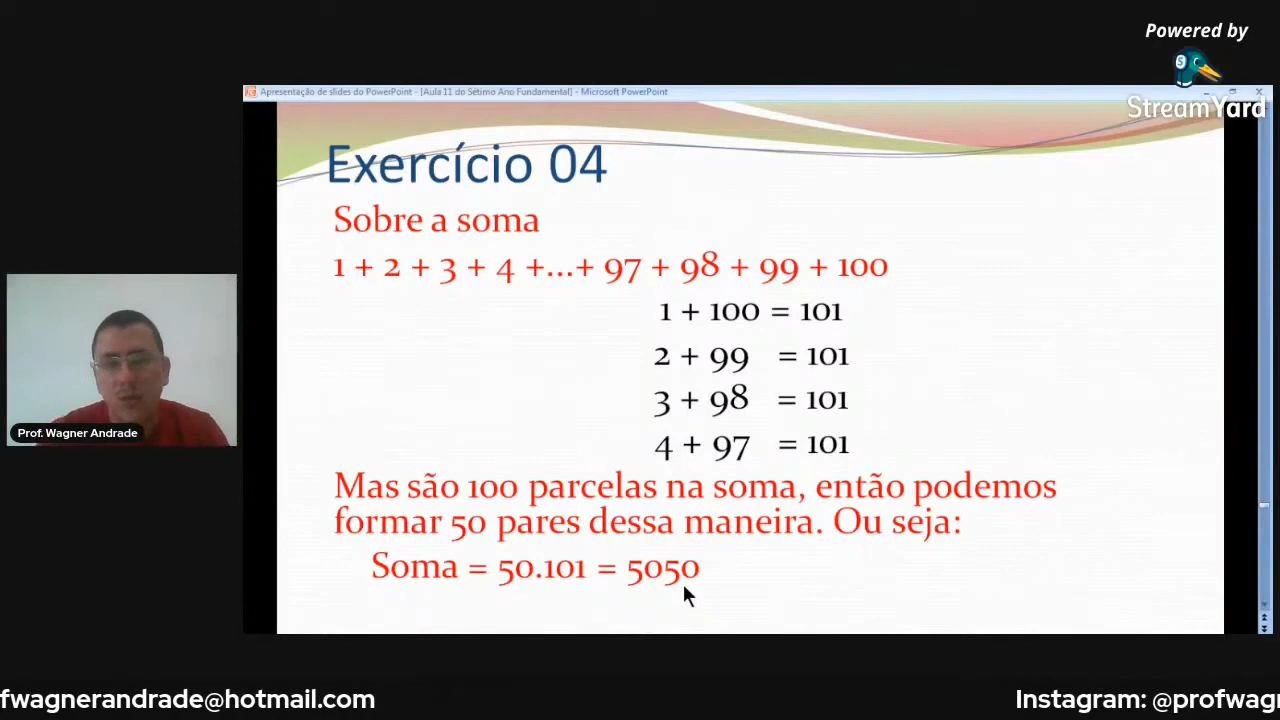 Powered by
StreamYard
Apresentação de slides do PowerPoint - [Aula 11 do Sétimo Ano Fundamental] - Microsoft PowerPoint
Exercício 04
Sobre a soma
1 + 2 + 3 + 4 +...+ 97 + 98 + 99 + 100
1 + 100 = 101
2 + 99 = 101
3 + 98 = 101
4 + 97 = 101
Mas são 100 parcelas na soma, então podemos
formar 50 pares dessa maneira. Ou seja:
Soma = 50.101 = 5050
Prof. Wagner Andrade
fwagnerandrade@hotmail.com
Instagram: @profwagn